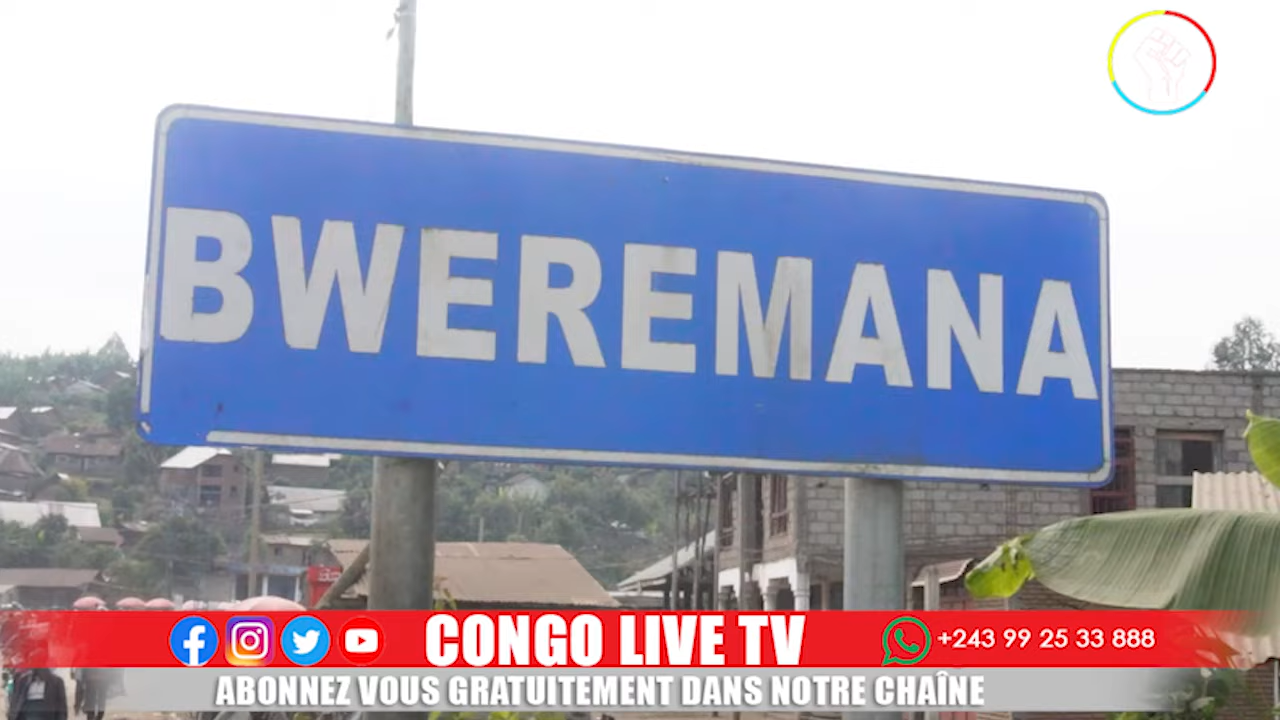 BWEREMANA
CONGO LIVE TV
+243 99 25 33 888
ABONNEZ VOUS GRATUITEMENT DANS NOTRE CHAÎNE